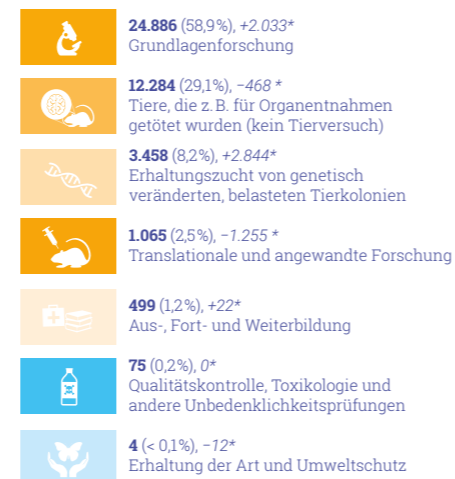 24.886 (58,9%), +2.033*
Grundlagenforschung
12.284 (29,1%), −468 *
Tiere, die z. B. für Organentnahmen
getötet wurden (kein Tierversuch)
3.458 (8,2%), +2.844*
Erhaltungszucht von genetisch
veränderten, belasteten Tierkolonien
1.065 (2,5%), −1.255 *
Translationale und angewandte Forschung
499 (1,2%), +22*
Aus-, Fort- und Weiterbildung
75 (0,2%), 0*
Qualitätskontrolle, Toxikologie und
andere Unbedenklichkeitsprüfungen
4 (< 0,1%), −12*
Erhaltung der Art und Umweltschutz